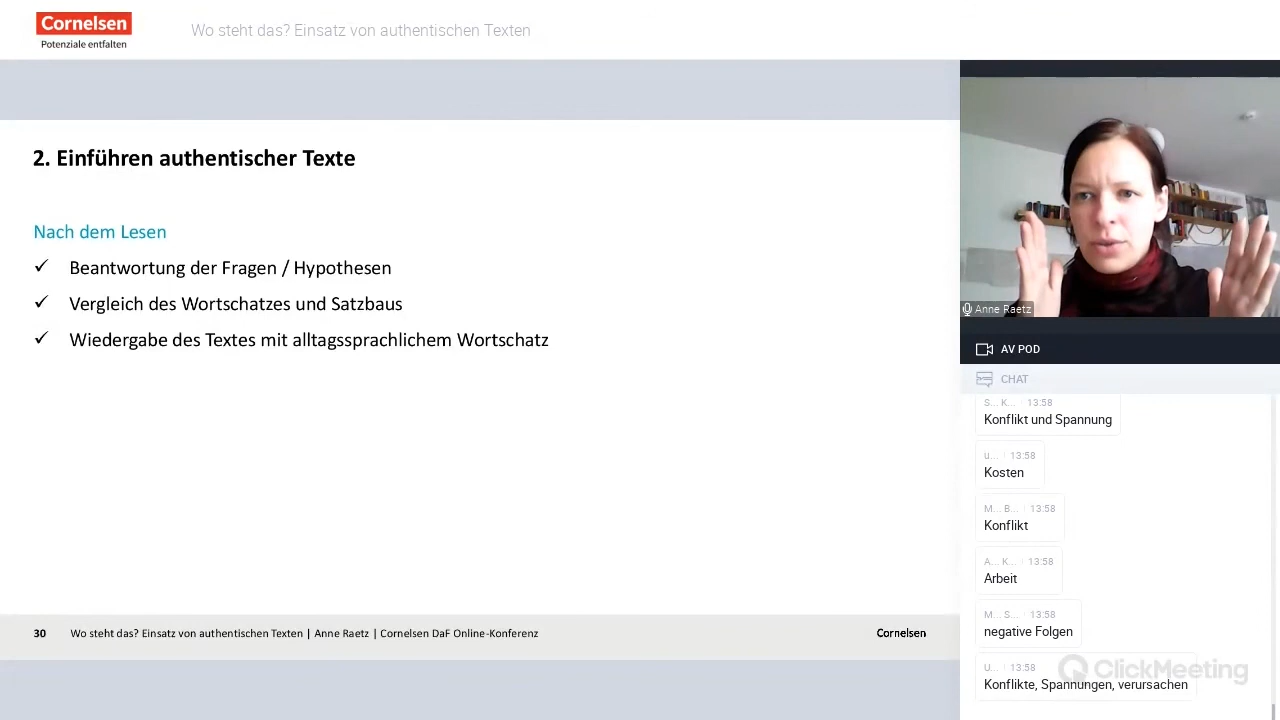 Cornelsen
Potenziale entfalten
Wo steht das? Einsatz von authentischen Texten
2. Einführen authentischer Texte
Nach dem Lesen
✓ Beantwortung der Fragen / Hypothesen
✓ Vergleich des Wortschatzes und Satzbaus
✓ Wiedergabe des Textes mit alltagssprachlichem Wortschatz
30 Wo steht das? Einsatz von authentischen Texten | Anne Raetz | Cornelsen DaF Online-Konferenz Cornelsen
Anne Raetz
AV POD
CHAT
S... K... 13:58
Konflikt und Spannung
u... 13:58
Kosten
M... B... 13:58
Konflikt
A... K... 13:58
Arbeit
M... S... 13:58
negative Folgen
U... 13:58
Konflikte, Spannungen, verursachen
ClickMeeting